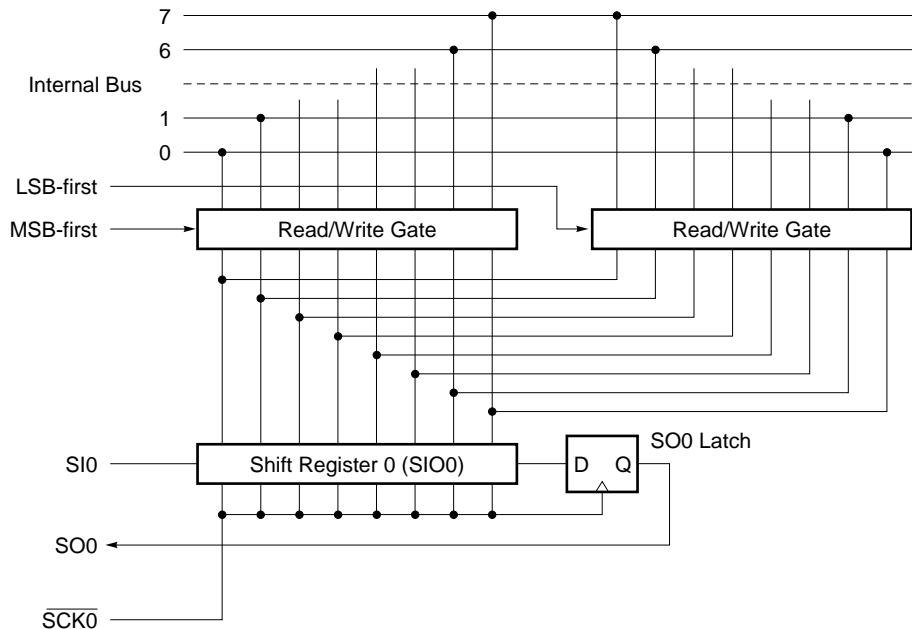 7
6
Internal Bus
1
0
LSB-first
MSB-first
Read/Write Gate
Read/Write Gate
SO0 Latch
SI0
Shift Register 0 (SIO0)
D
Q
SO0
SCK0